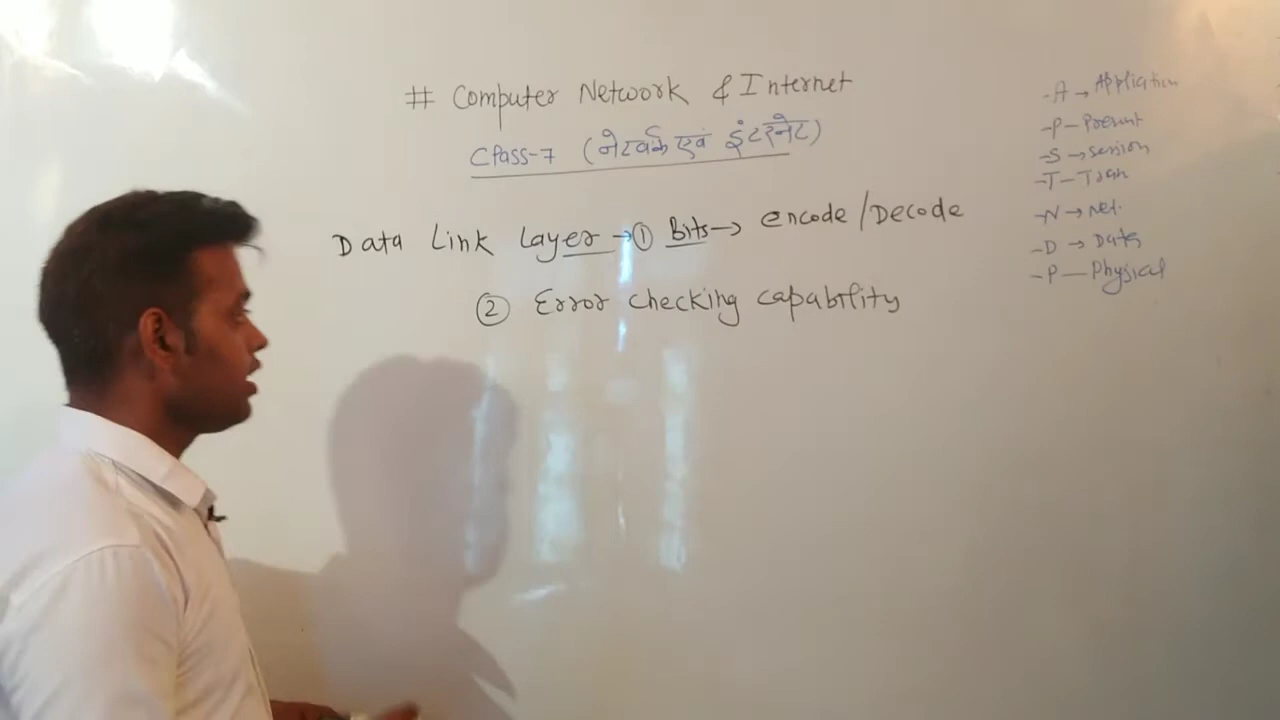 # Computer Network & Internet
Class-7 (नेटवर्क एवं इंटरनेट)
Data Link Layer → ① Bits → encode / Decode
② Error checking capability
- A → Application
- P - Present
- S → session
- T - Tran
- N → Net.
- D → Data
- P - Physical